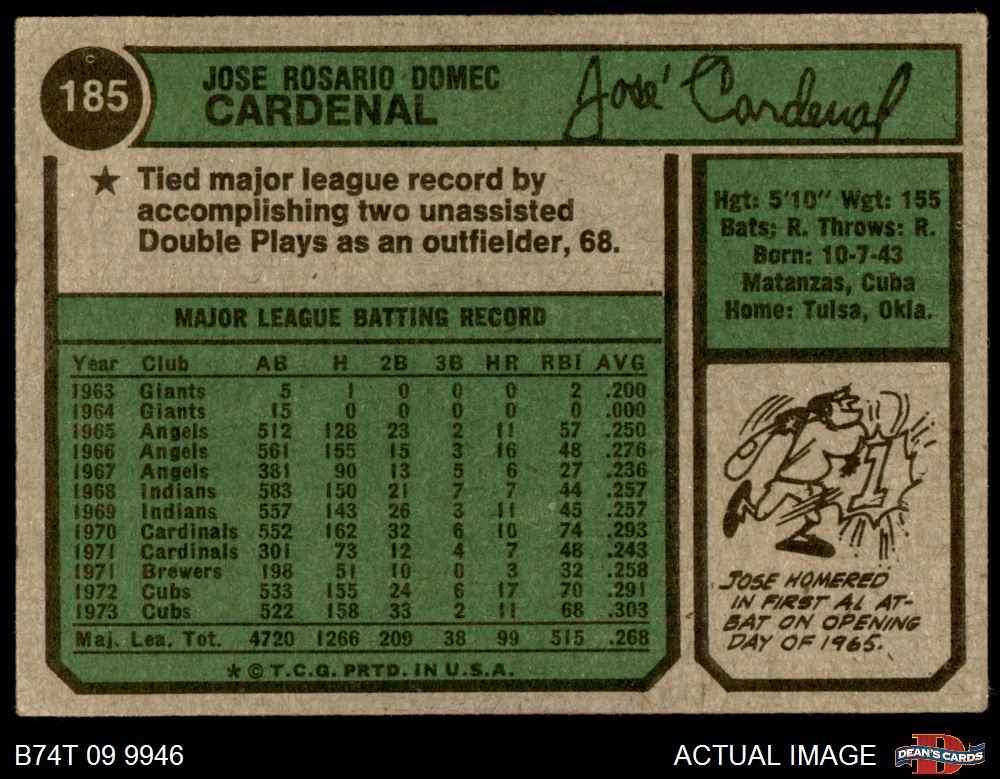 185
JOSE ROSARIO DOMEC
CARDENAL
José Cardenal
★ Tied major league record by
accomplishing two unassisted
Double Plays as an outfielder, 68.
Hgt: 5'10" Wgt: 155
Bats: R. Throws: R.
Born: 10-7-43
Matanzas, Cuba
Home: Tulsa, Okla.
MAJOR LEAGUE BATTING RECORD
Year Club AB H 2B 3B HR RBI AVG
1963 Giants 5 1 0 0 0 2 .200
1964 Giants 15 0 0 0 0 0 .000
1965 Angels 512 128 23 2 11 57 .250
1966 Angels 561 155 15 3 16 48 .276
1967 Angels 381 90 13 5 6 27 .236
1968 Indians 583 150 21 7 7 44 .257
1969 Indians 557 143 26 3 11 45 .257
1970 Cardinals 552 162 32 6 10 74 .293
1971 Cardinals 301 73 12 4 7 48 .243
1971 Brewers 198 51 10 0 3 32 .258
1972 Cubs 533 155 24 6 17 70 .291
1973 Cubs 522 158 33 2 11 68 .303
Maj. Lea. Tot. 4720 1266 209 38 99 515 .268
* © T.C.G. PRTD. IN U.S.A.
1
JOSE HOMERED
IN FIRST AL AT-
BAT ON OPENING
DAY OF 1965.
B74T 09 9946
ACTUAL IMAGE
DEAN'S CARDS